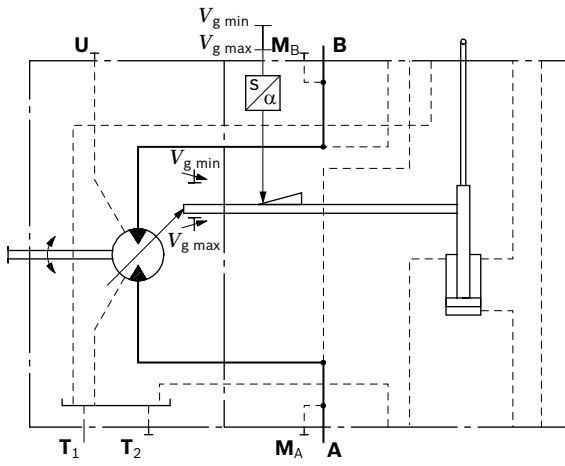 V g min
V g max
U
M B
B
s
α
V g min
V g max
T 1
T 2
M A
A